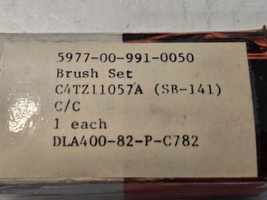 5977-00-991-0050
Brush Set
C4TZ11057A (SB-141)
C/C
1 each
DLA400-82-P-C782